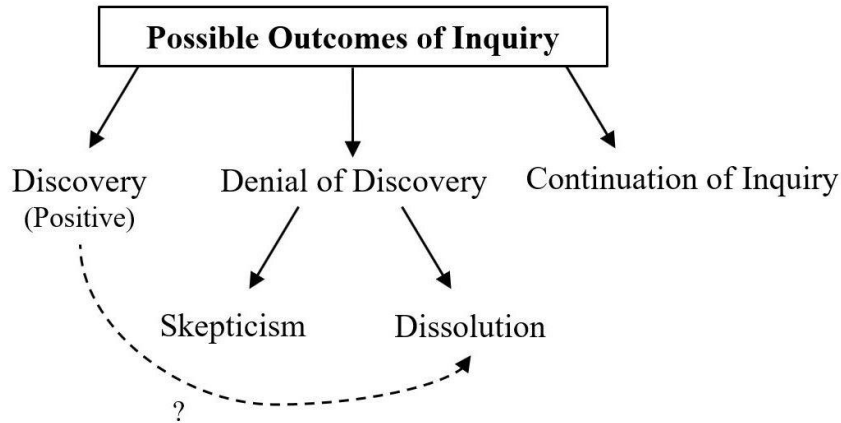 Possible Outcomes of Inquiry
Discovery
(Positive)
Denial of Discovery
Continuation of Inquiry
Skepticism
Dissolution
?